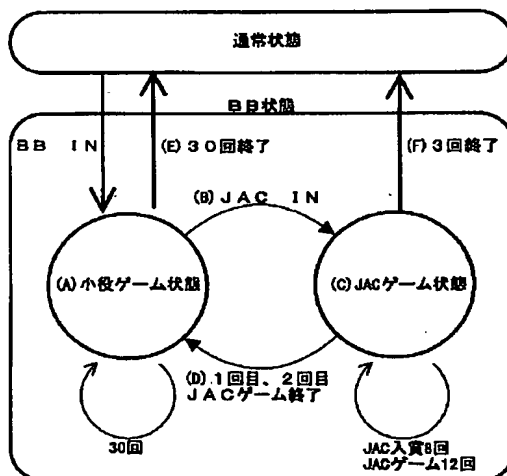 通常状態
BB状態
BB IN
(E)30回終了
(F)3回終了
(B)JAC IN
(A)小役ゲーム状態
(C)JACゲーム状態
(D).1回目、2回目
JACゲーム終了
30回
JAC入賞8回
JACゲーム12回